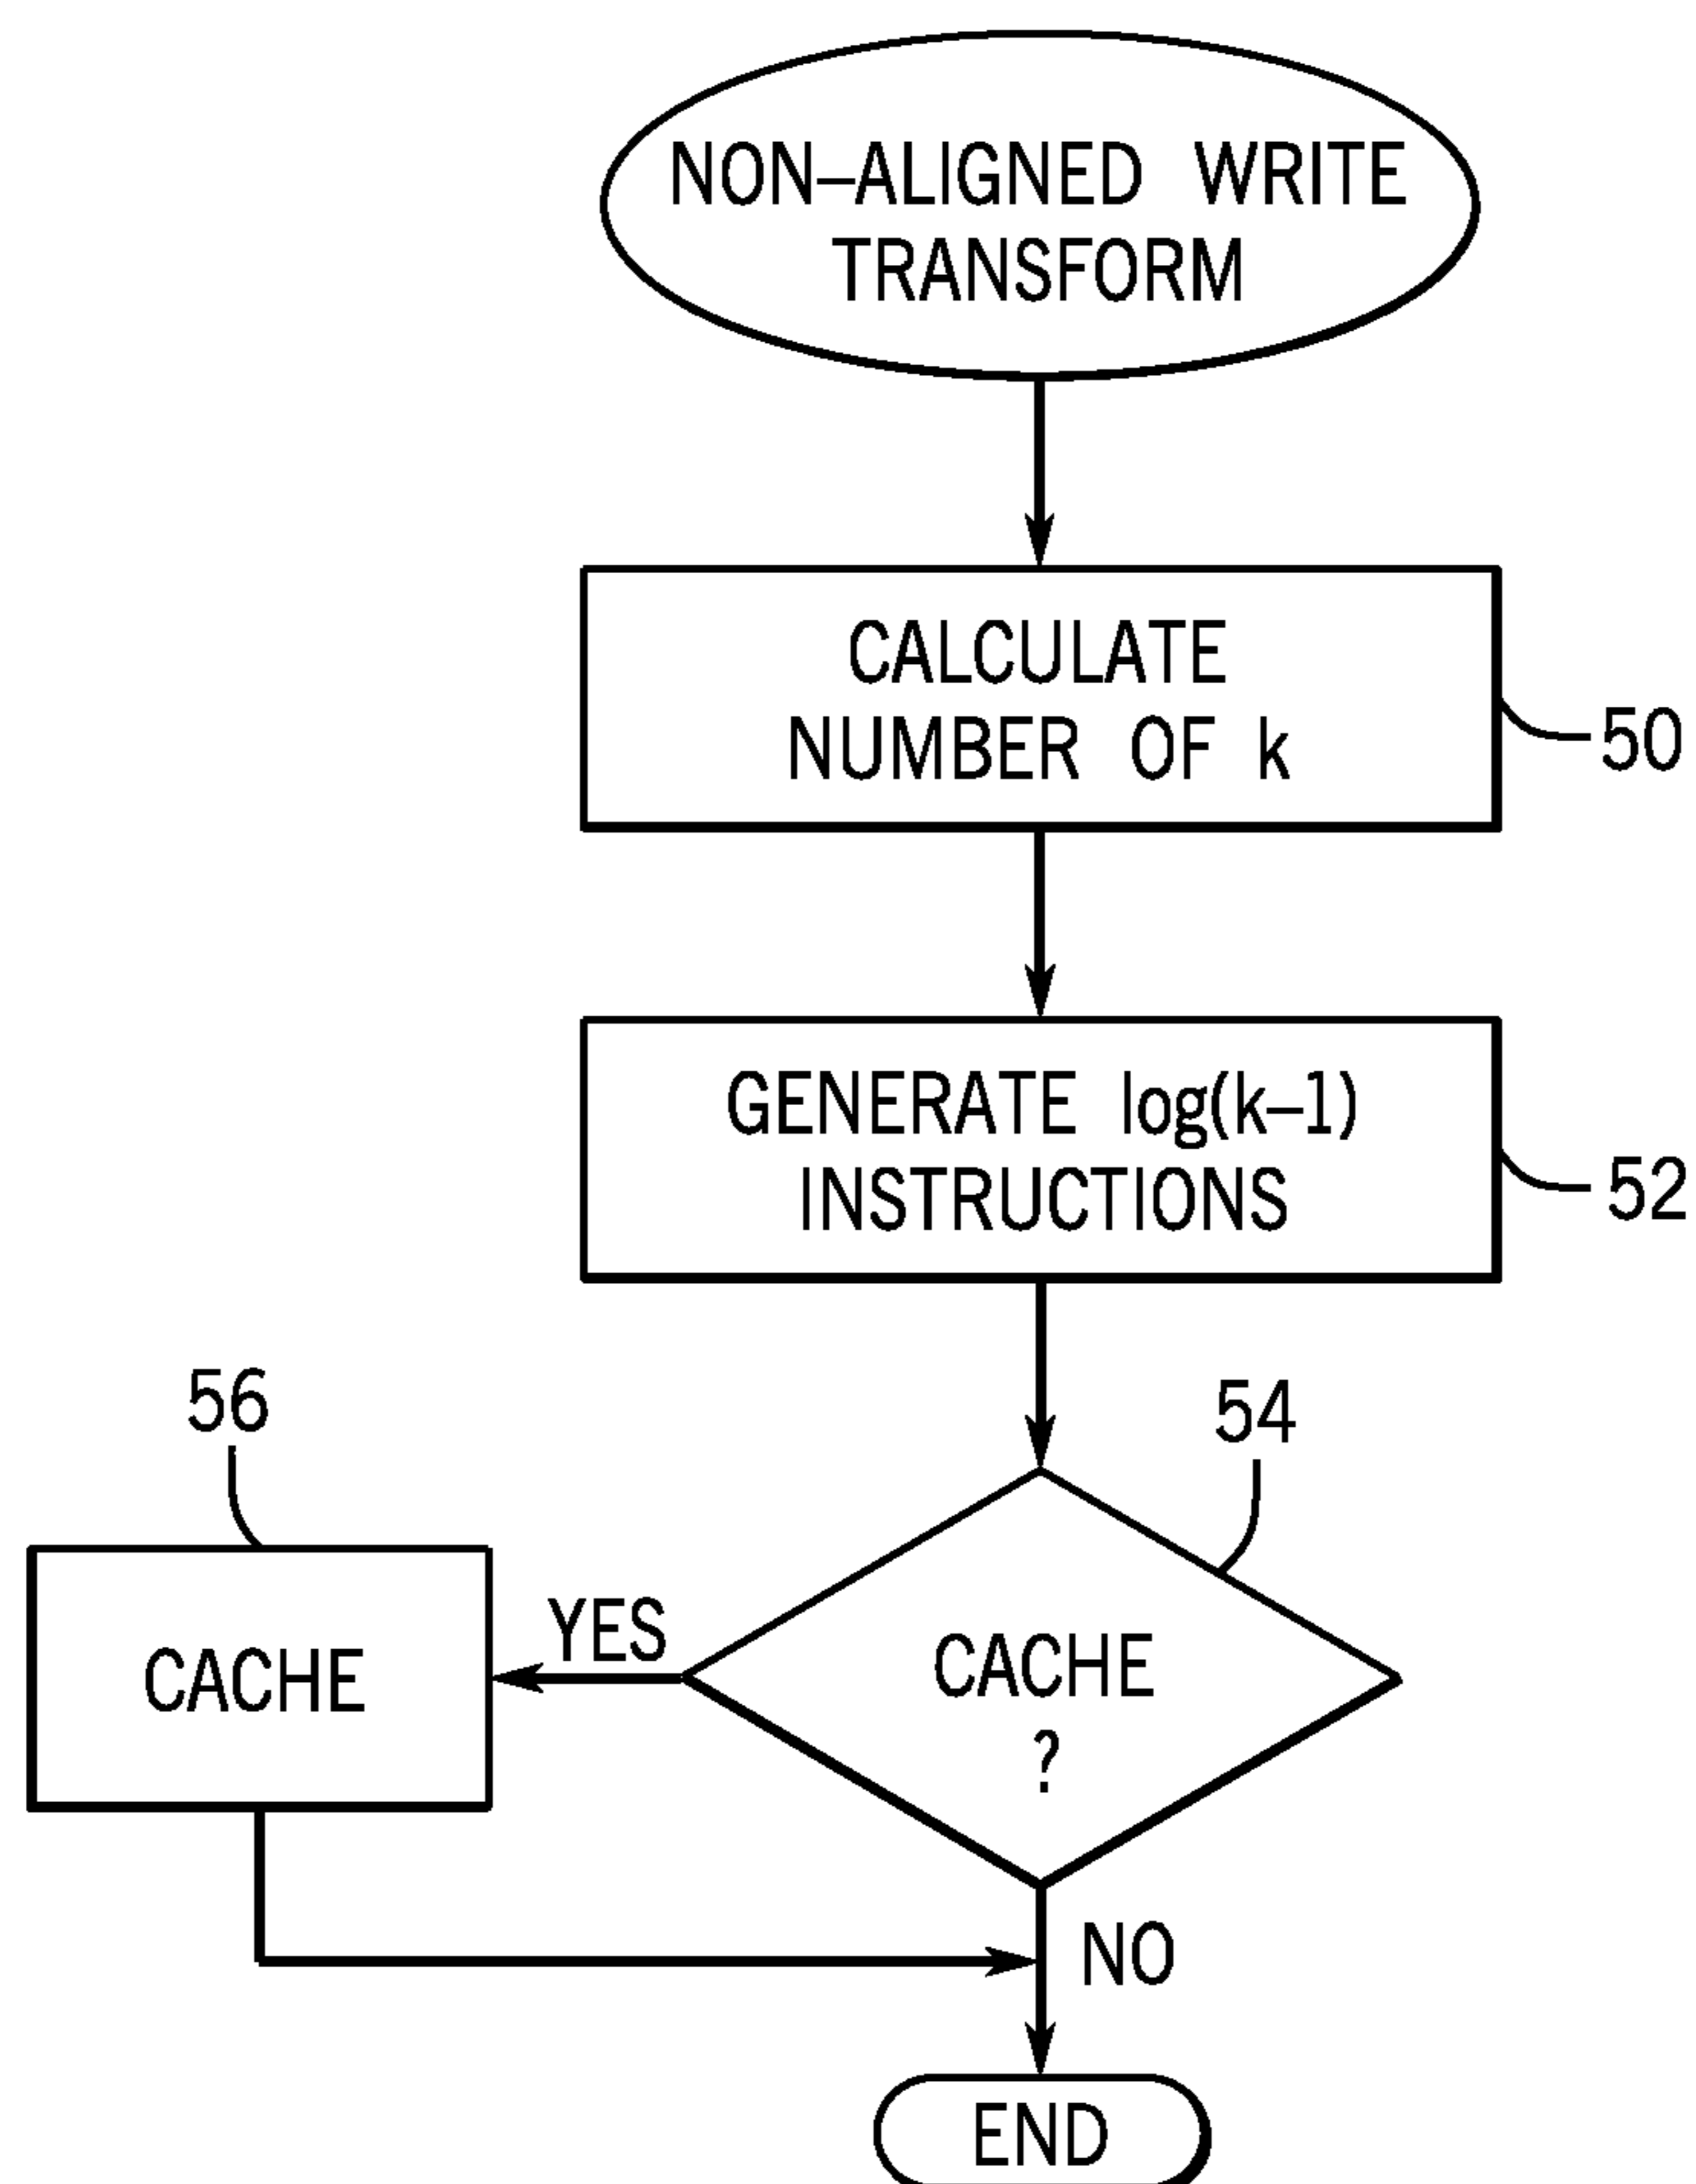 NON-ALIGNED WRITE
TRANSFORM
CALCULATE
NUMBER OF k
50
GENERATE log(k-1)
INSTRUCTIONS
52
56
54
YES
CACHE
CACHE
?
NO
END